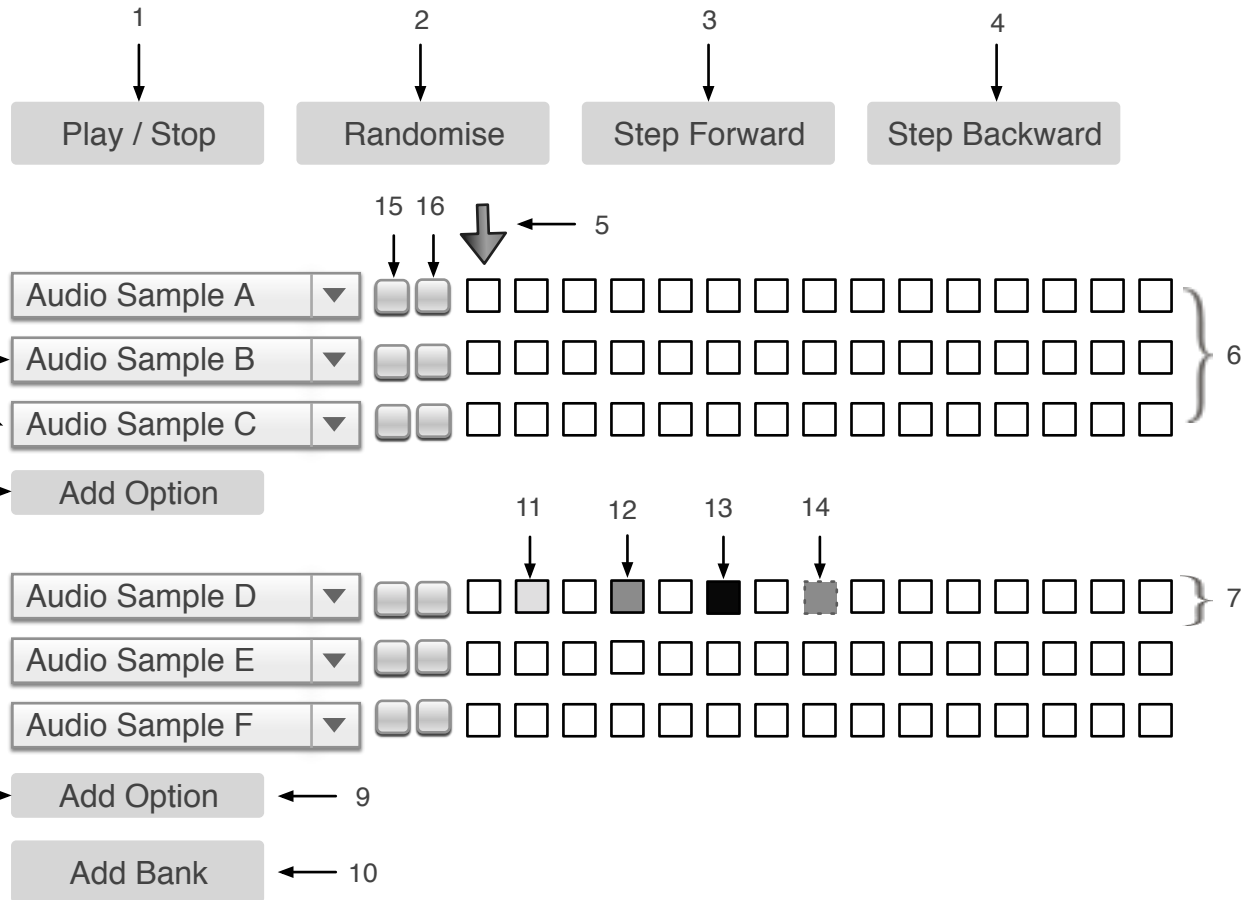 1 2 3 4
Play / Stop Randomise Step Forward Step Backward
15 16
5
Audio Sample A
Audio Sample B
6
Audio Sample C
Add Option
11 12 13 14
Audio Sample D
7
Audio Sample E
Audio Sample F
Add Option 9
Add Bank 10